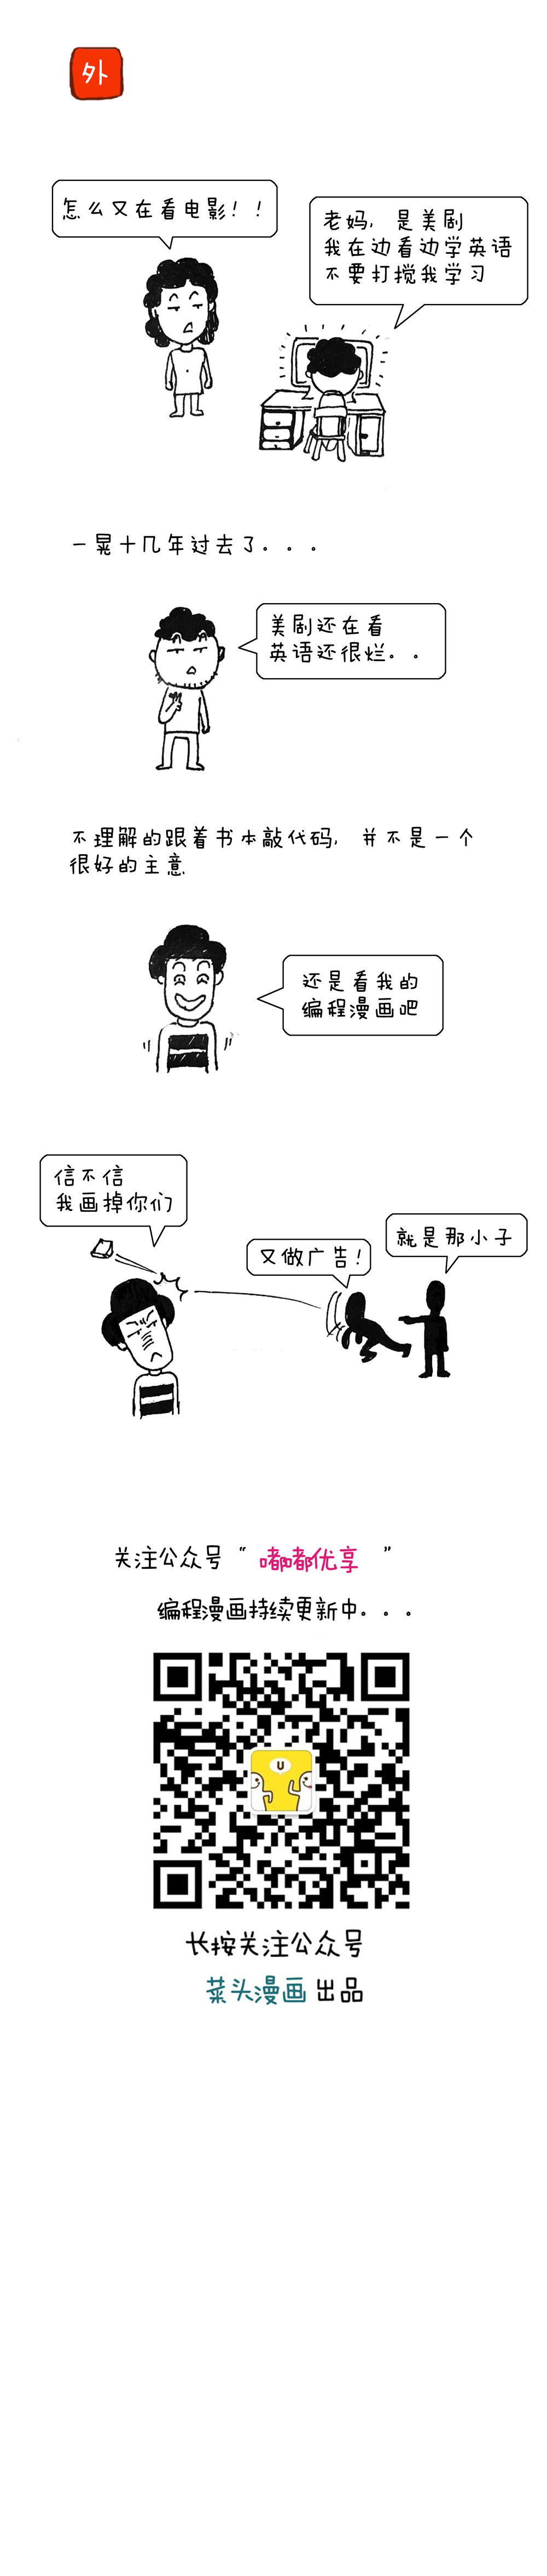 外
怎么又在看电影！！
老妈，是美剧
我在边看边学英语
不要打搅我学习
一晃十几年过去了...
美剧还在看
英语还很烂..
不理解的跟着书本敲代码，并不是一个
很好的主意
还是看我的
编程漫画吧
信不信
我画掉你们
又做广告！
就是那小子
关注公众号“嘟嘟优享”
编程漫画持续更新中...
U
长按关注公众号
菜头漫画 出品